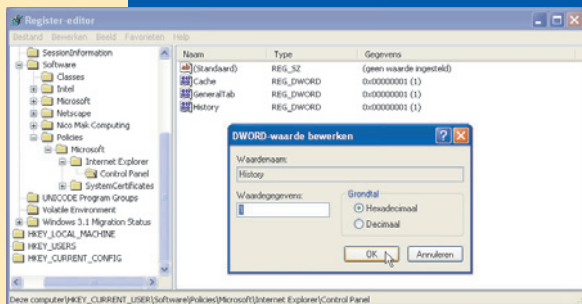 Register-editor
Bestand Bewerken Beeld Favorieten Help
SessionInformation
Software
Classes
Intel
Microsoft
Netscape
Nico Mak Computing
Policies
Microsoft
Internet Explorer
Control Panel
SystemCertificates
UNICODE Program Groups
Volatile Environment
Windows 3.1 Migration Status
HKEY_LOCAL_MACHINE
HKEY_USERS
HKEY_CURRENT_CONFIG
Naam Type Gegevens
(Standaard) REG_SZ (geen waarde ingesteld)
Cache REG_DWORD 0x00000001 (1)
GeneralTab REG_DWORD 0x00000001 (1)
History REG_DWORD 0x00000001 (1)
DWORD-waarde bewerken
Waardenaam:
History
Waardegegevens:
1
Grondtal
Hexadecimaal
Decimaal
OK Annuleren
Deze computer\HKEY_CURRENT_USER\Software\Policies\Microsoft\Internet Explorer\Control Panel